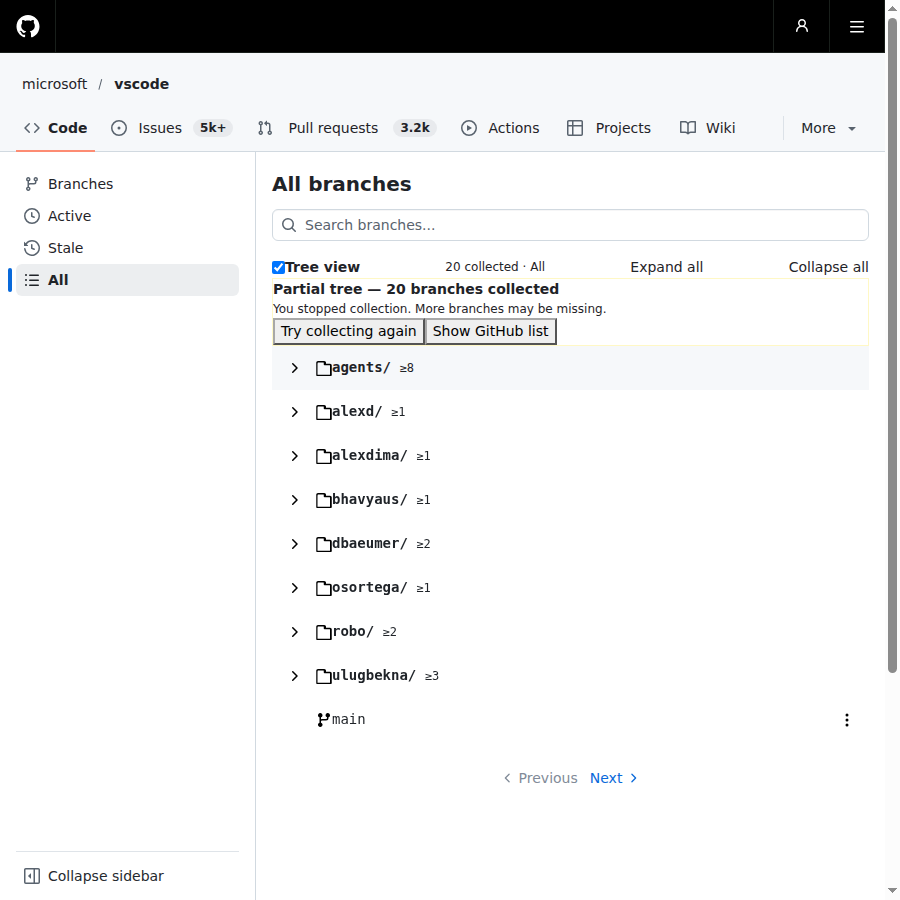 microsoft / vscode
Code Issues 5k+ Pull requests 3.2k Actions Projects Wiki More
Branches
Active
Stale
All
Collapse sidebar
All branches
Search branches...
Tree view 20 collected · All Expand all Collapse all
Partial tree — 20 branches collected
You stopped collection. More branches may be missing.
Try collecting again Show GitHub list
agents/ ≥8
alexd/ ≥1
alexdima/ ≥1
bhavyaus/ ≥1
dbaeumer/ ≥2
osortega/ ≥1
robo/ ≥2
ulugbekna/ ≥3
main
Previous Next